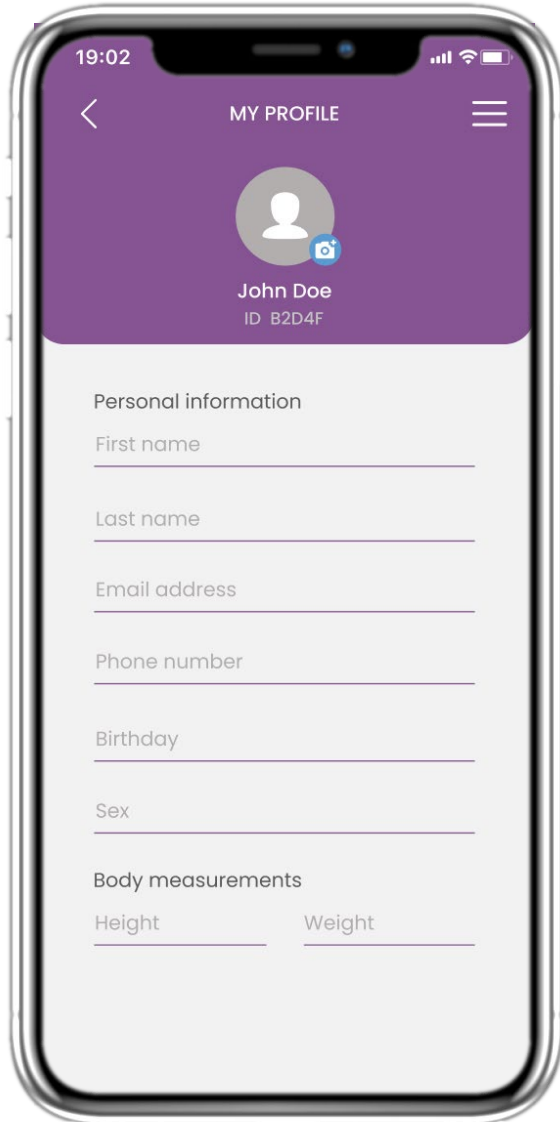 19:02
MY PROFILE
John Doe
ID B2D4F
Personal information
First name
Last name
Email address
Phone number
Birthday
Sex
Body measurements
Height Weight